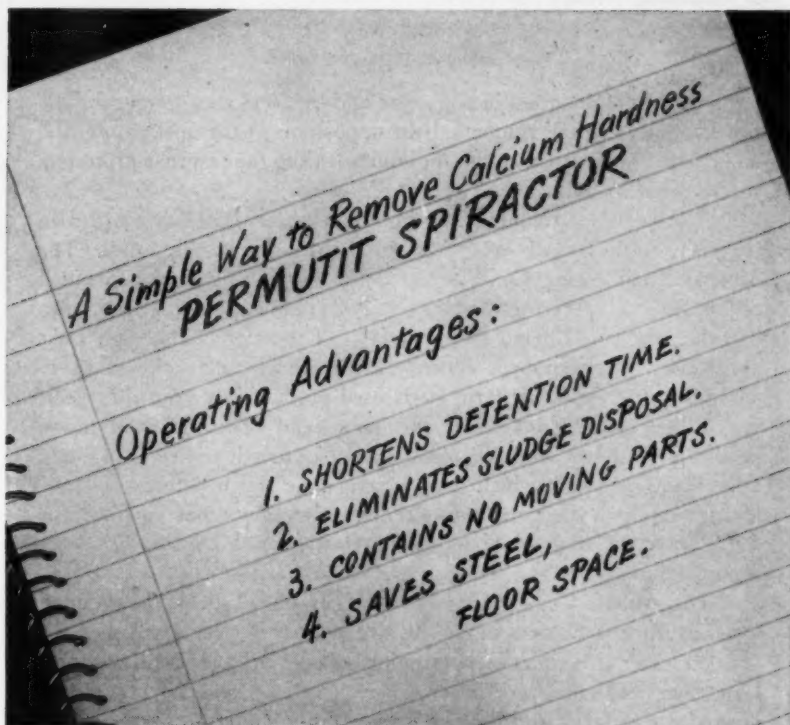 A Simple Way to Remove Calcium Hardness
PERMUTIT SPIRACTOR
Operating Advantages:
1. SHORTENS DETENTION TIME.
2. ELIMINATES SLUDGE DISPOSAL.
3. CONTAINS NO MOVING PARTS.
4. SAVES STEEL,
FLOOR SPACE.